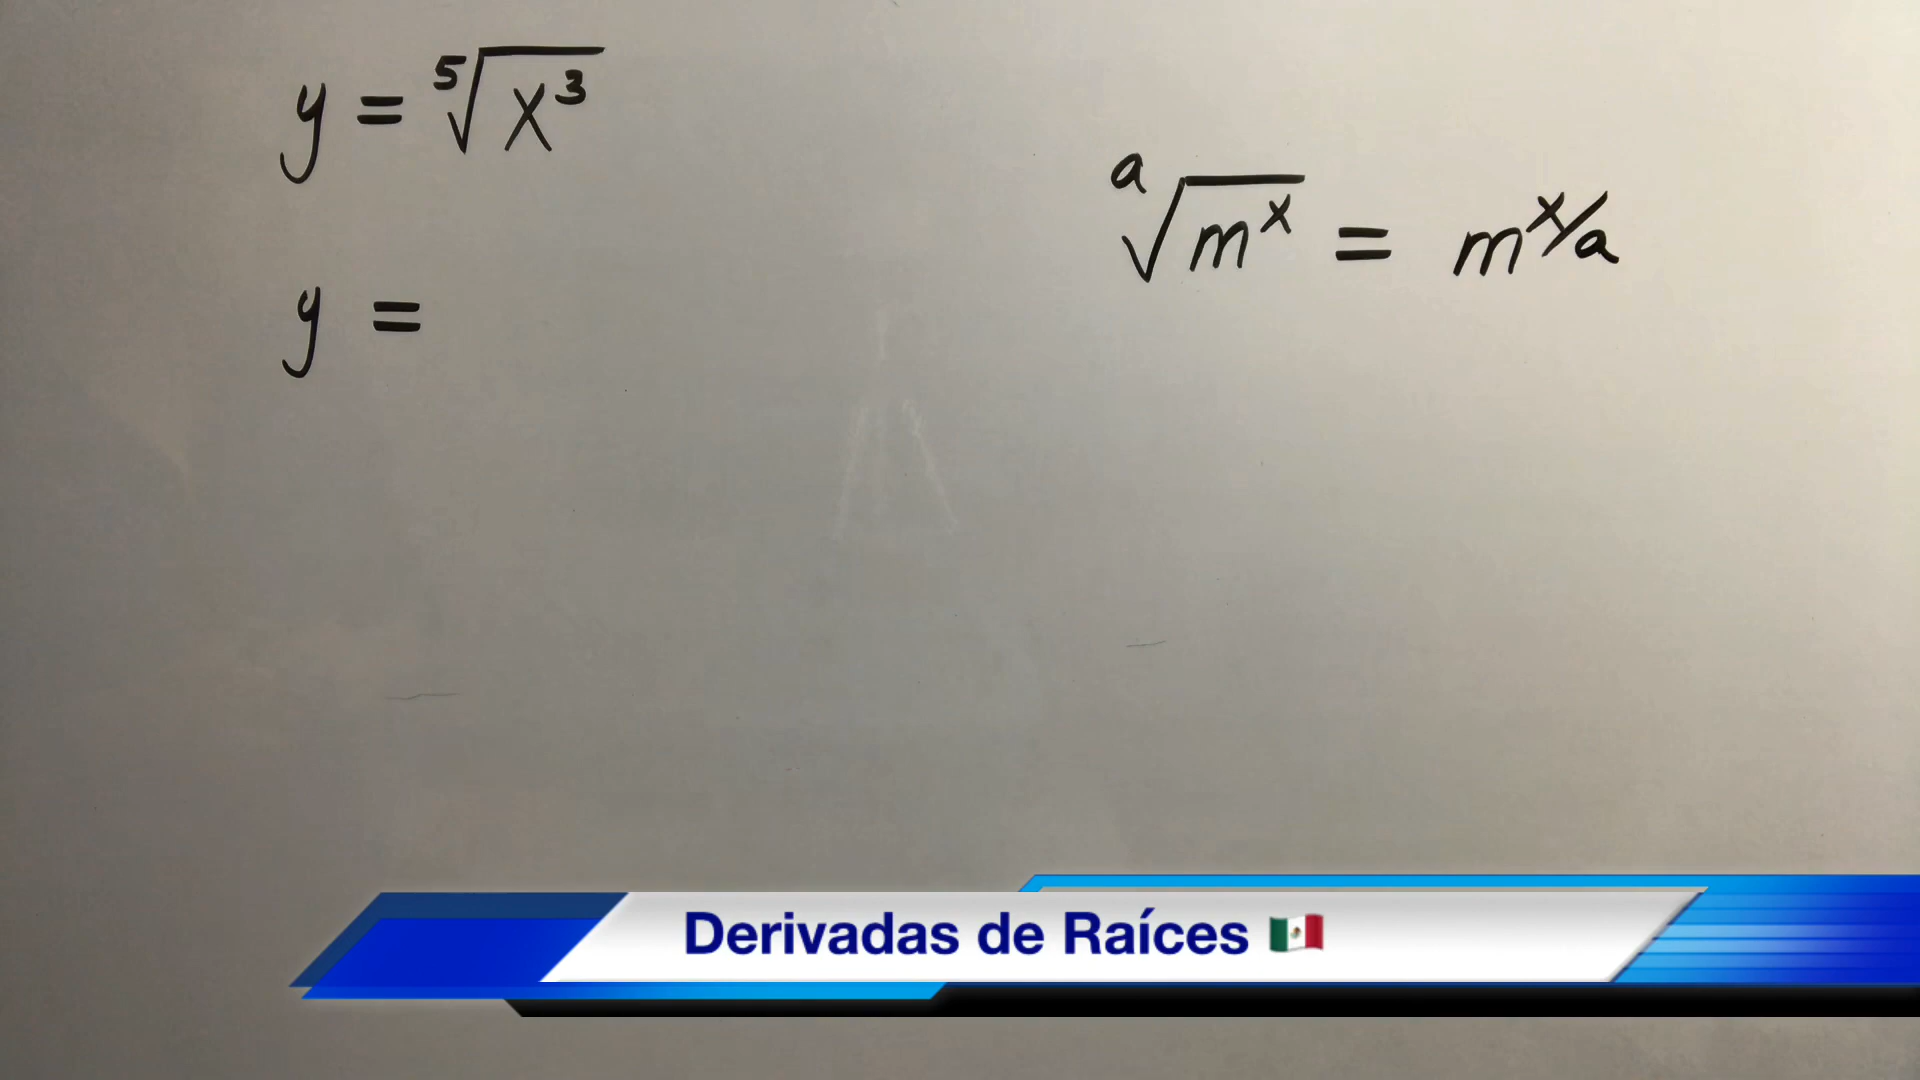 y = ⁵√x³
ᵃ√mˣ = m^x/a
y =
Derivadas de Raíces 🇲🇽